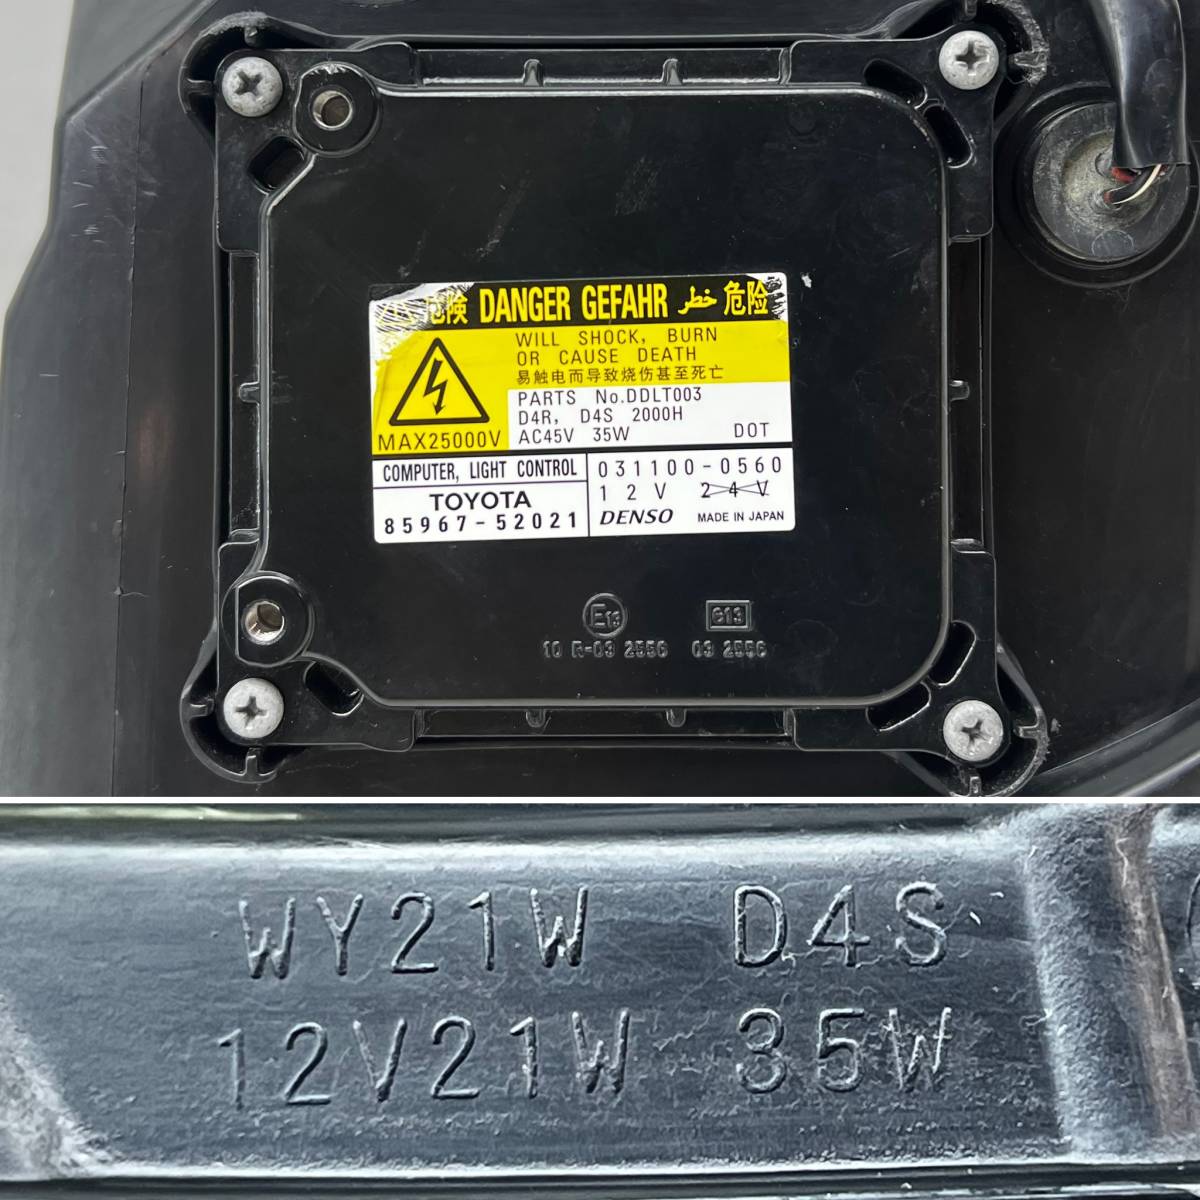 危険 DANGER GEFAHR خطر 危险
WILL SHOCK, BURN
OR CAUSE DEATH
易触电而导致烧伤甚至死亡
MAX25000V
PARTS No.DDLT003
D4R, D4S 2000H
AC45V 35W DOT
COMPUTER, LIGHT CONTROL
TOYOTA
85967-52021
031100-0560
12V 24V
DENSO MADE IN JAPAN
E13 e13
10 R-03 2556 03 2556
WY21W D4S
12V21W 35W